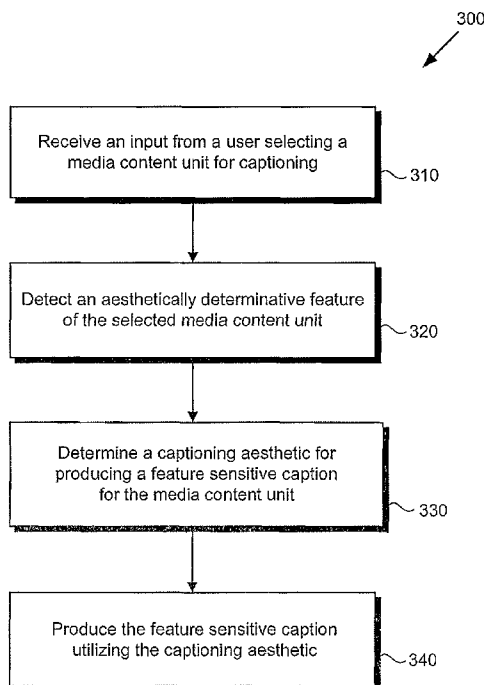 300
Receive an input from a user selecting a
media content unit for captioning
310
Detect an aesthetically determinative feature
of the selected media content unit
320
Determine a captioning aesthetic for
producing a feature sensitive caption
for the media content unit
330
Produce the feature sensitive caption
utilizing the captioning aesthetic
340